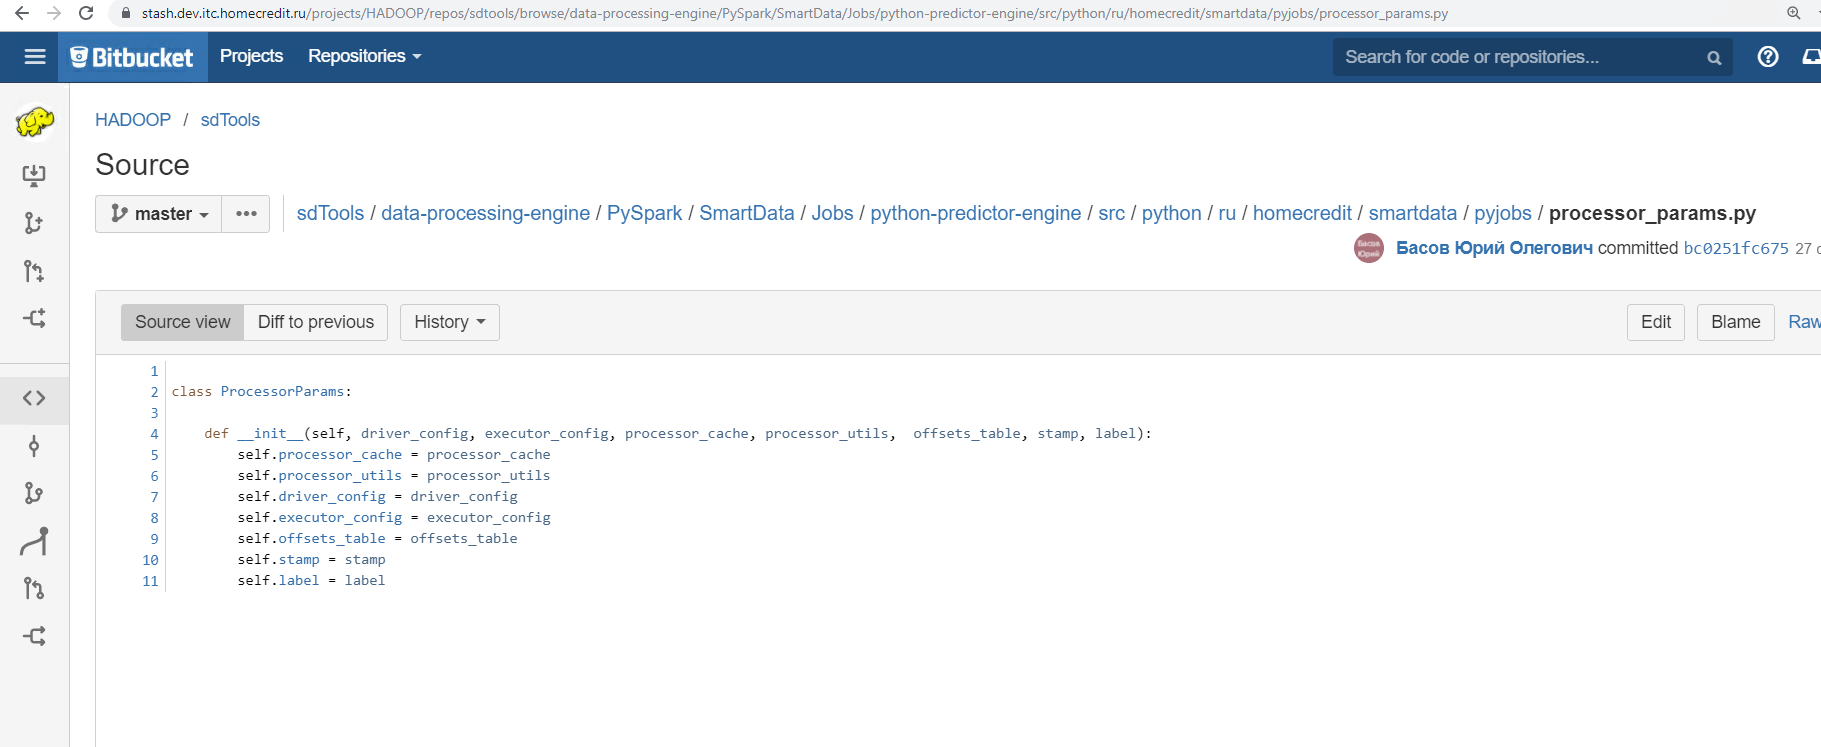 stash.dev.itc.homecredit.ru/projects/HADOOP/repos/sdtools/browse/data-processing-engine/PySpark/SmartData/Jobs/python-predictor-engine/src/python/ru/homecredit/smartdata/pyjobs/processor_params.py
Bitbucket Projects Repositories Search for code or repositories...
HADOOP / sdTools
Source
master sdTools / data-processing-engine / PySpark / SmartData / Jobs / python-predictor-engine / src / python / ru / homecredit / smartdata / pyjobs / processor_params.py
Басов Юрий Олегович committed bc0251fc675 27
Source view Diff to previous History Edit Blame Raw
1
2 class ProcessorParams:
3
4 def __init__(self, driver_config, executor_config, processor_cache, processor_utils,  offsets_table, stamp, label):
5 self.processor_cache = processor_cache
6 self.processor_utils = processor_utils
7 self.driver_config = driver_config
8 self.executor_config = executor_config
9 self.offsets_table = offsets_table
10 self.stamp = stamp
11 self.label = label